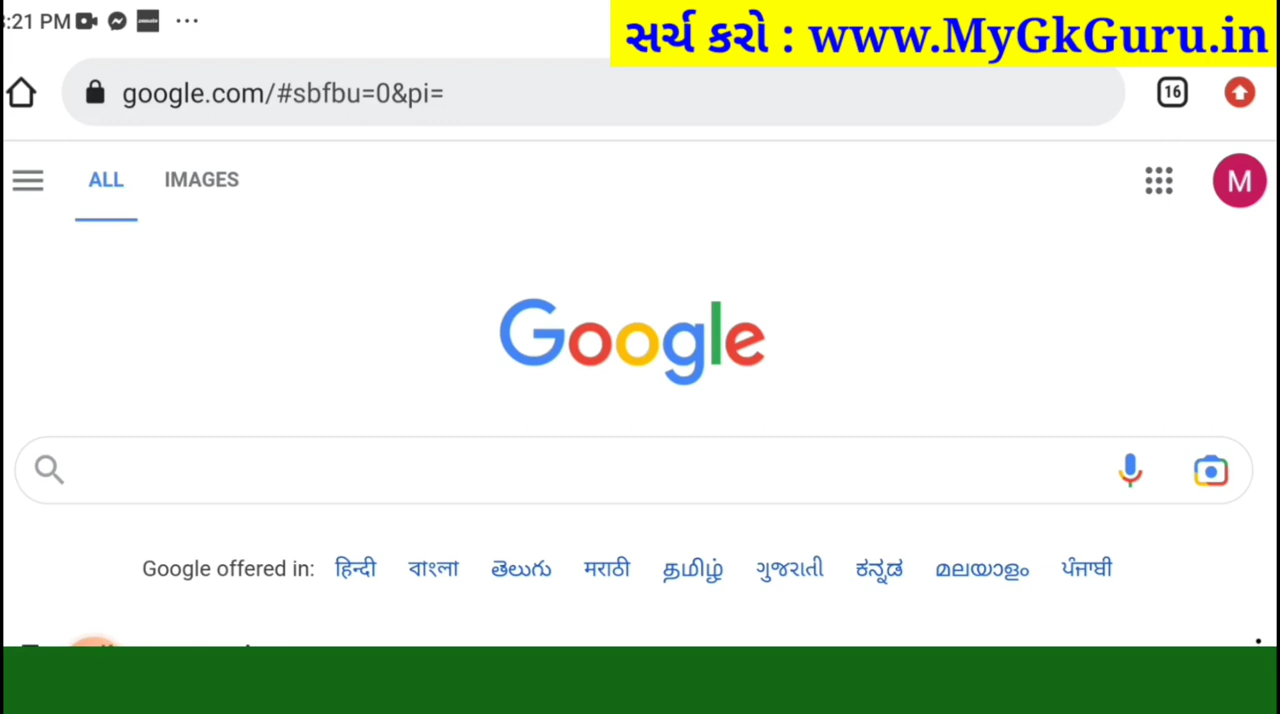 :21 PM
સર્ચ કરો : www.MyGkGuru.in
google.com/#sbfbu=0&pi=
16
ALL IMAGES
M
Google
Google offered in: हिन्दी বাংলা తెలుగు मराठी தமிழ் ગુજરાતી ಕನ್ನಡ മലയാളം ਪੰਜਾਬੀ